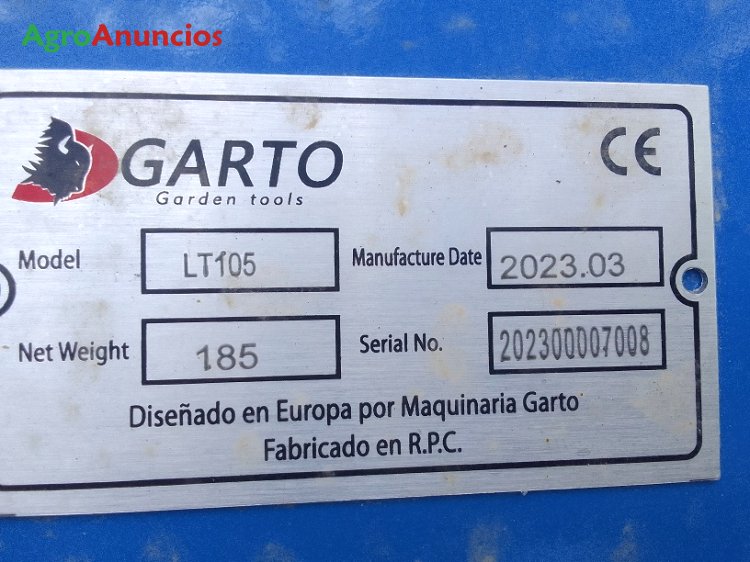 AgroAnuncios
GARTO
Garden tools
CE
Model LT105 Manufacture Date 2023.03
Net Weight 185 Serial No. 202300007008
Diseñado en Europa por Maquinaria Garto
Fabricado en R.P.C.